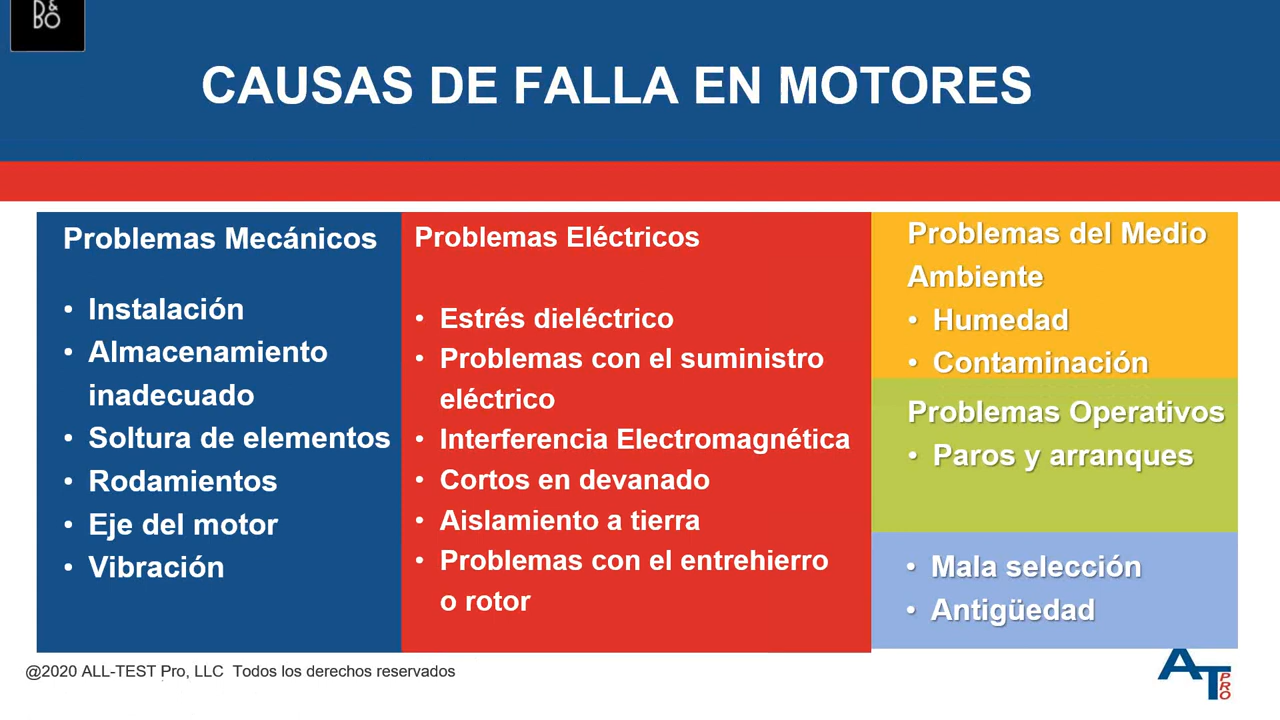 D&
BO
CAUSAS DE FALLA EN MOTORES
Problemas Mecánicos
• Instalación
• Almacenamiento
inadecuado
• Soltura de elementos
• Rodamientos
• Eje del motor
• Vibración
Problemas Eléctricos
• Estrés dieléctrico
• Problemas con el suministro
eléctrico
• Interferencia Electromagnética
• Cortos en devanado
• Aislamiento a tierra
• Problemas con el entrehierro
o rotor
Problemas del Medio
Ambiente
• Humedad
• Contaminación
Problemas Operativos
• Paros y arranques
• Mala selección
• Antigüedad
@2020 ALL-TEST Pro, LLC Todos los derechos reservados
AT PRO